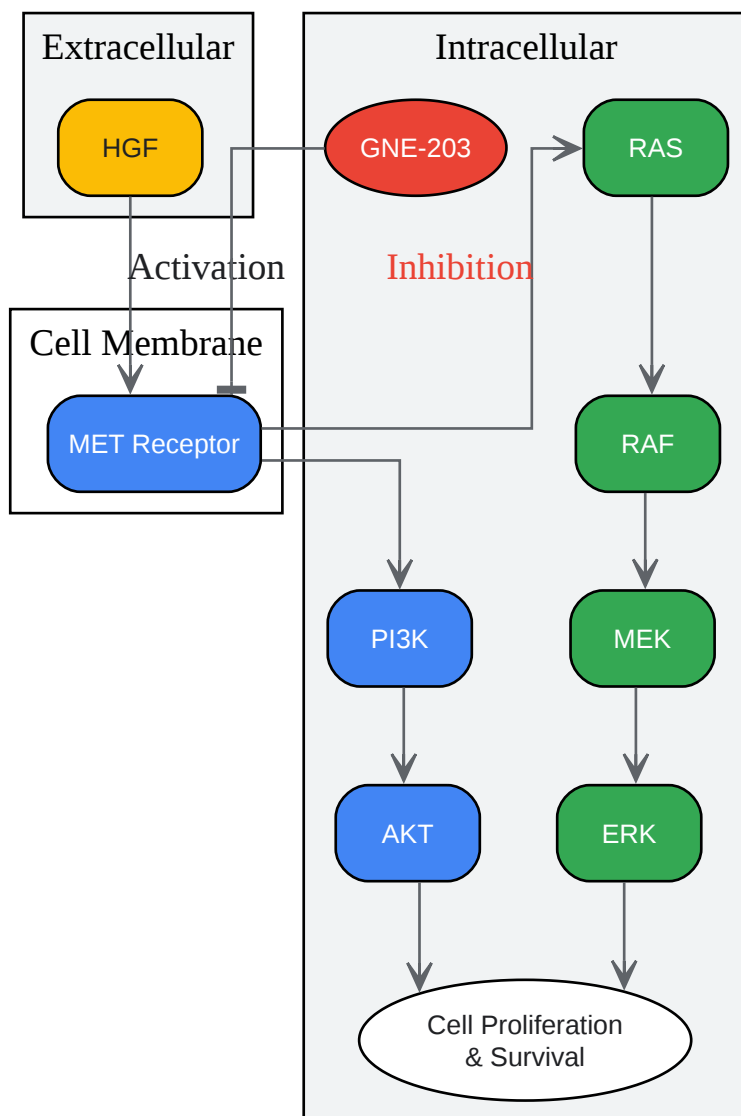 Extracellular
Intracellular
HGF
GNE-203
RAS
Activation
Inhibition
Cell Membrane
MET Receptor
RAF
PI3K
MEK
AKT
ERK
Cell Proliferation
& Survival